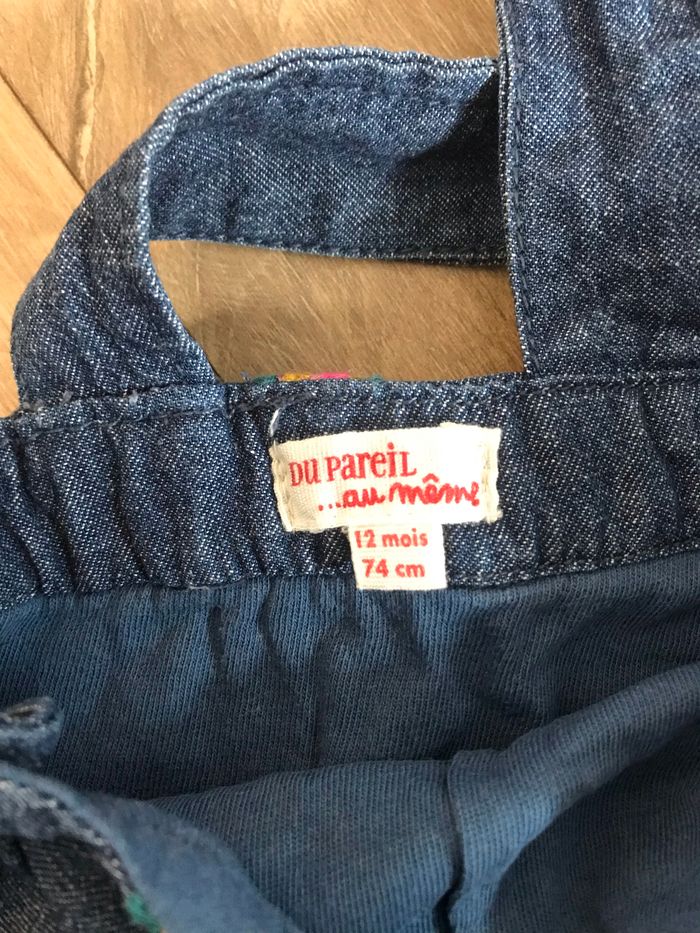 DU PAREIL
...au même
12 mois
74 cm